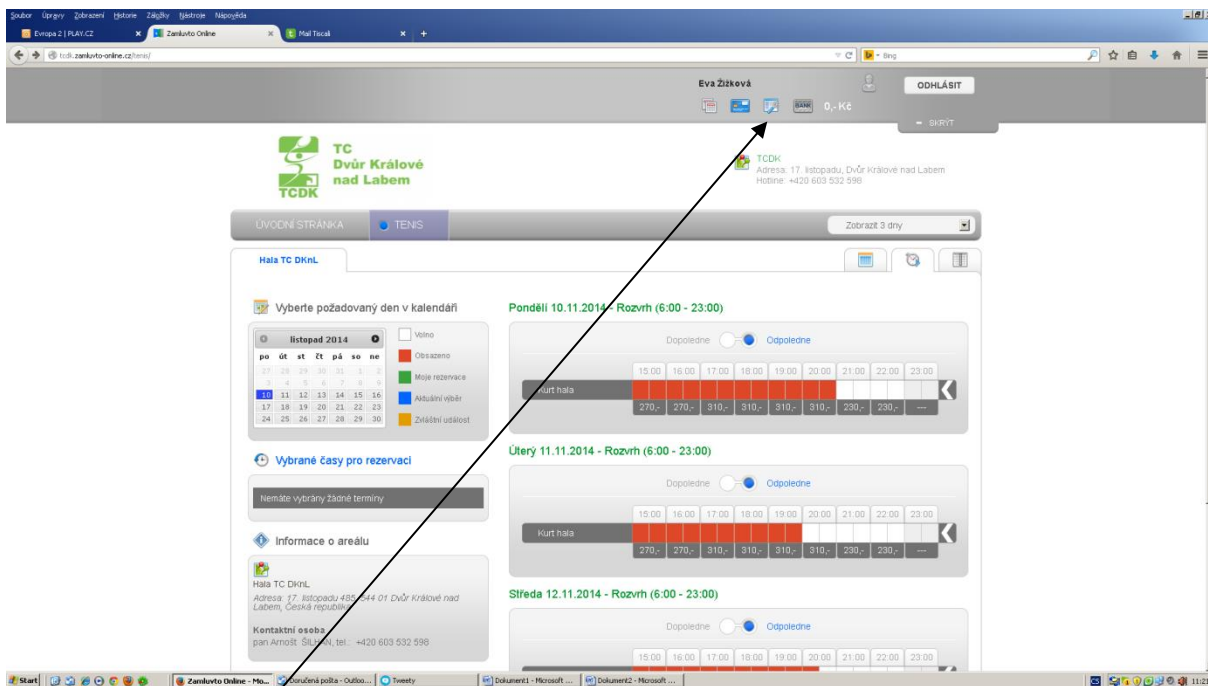 Soubor Úpravy Zobrazení Historie Záložky Nástroje Nápověda
Evropa 2 | PLAY.CZ × Zamluvto Online × Mail Tiscali × +
tcdk.zamluvto-online.cz/tenis/
Bing
Eva Žižková
ODHLÁSIT
BANK 0,- Kč
SKRÝT
TC
Dvůr Králové
nad Labem
TCDK
TCDK
Adresa: 17. listopadu, Dvůr Králové nad Labem
Hotline: +420 603 532 598
ÚVODNÍ STRÁNKA TENIS Zobrazit 3 dny
Hala TC DKnL
Vyberte požadovaný den v kalendáři
listopad 2014
po út st čt pá so ne
27 28 29 30 31 1 2
3 4 5 6 7 8 9
10 11 12 13 14 15 16
17 18 19 20 21 22 23
24 25 26 27 28 29 30
Volno
Obsazeno
Moje rezervace
Aktuální výběr
Zvláštní událost
Vybrané časy pro rezervaci
Nemáte vybrány žádné termíny
Informace o areálu
Hala TC DKnL
Adresa: 17. listopadu 485, 544 01 Dvůr Králové nad
Labem, Česká republika
Kontaktní osoba
pan Arnošt ŠILHAN, tel.: +420 603 532 598
Pondělí 10.11.2014 - Rozvrh (6:00 - 23:00)
Dopoledne Odpoledne
15:00 16:00 17:00 18:00 19:00 20:00 21:00 22:00 23:00
Kurt hala
270,- 270,- 310,- 310,- 310,- 310,- 230,- 230,- ---
Úterý 11.11.2014 - Rozvrh (6:00 - 23:00)
Dopoledne Odpoledne
15:00 16:00 17:00 18:00 19:00 20:00 21:00 22:00 23:00
Kurt hala
270,- 270,- 310,- 310,- 310,- 310,- 230,- 230,- ---
Středa 12.11.2014 - Rozvrh (6:00 - 23:00)
Dopoledne Odpoledne
15:00 16:00 17:00 18:00 19:00 20:00 21:00 22:00 23:00
Start Zamluvto Online - Mo... Doručená pošta - Outloo... Tweety Dokument1 - Microsoft ... Dokument2 - Microsoft ...